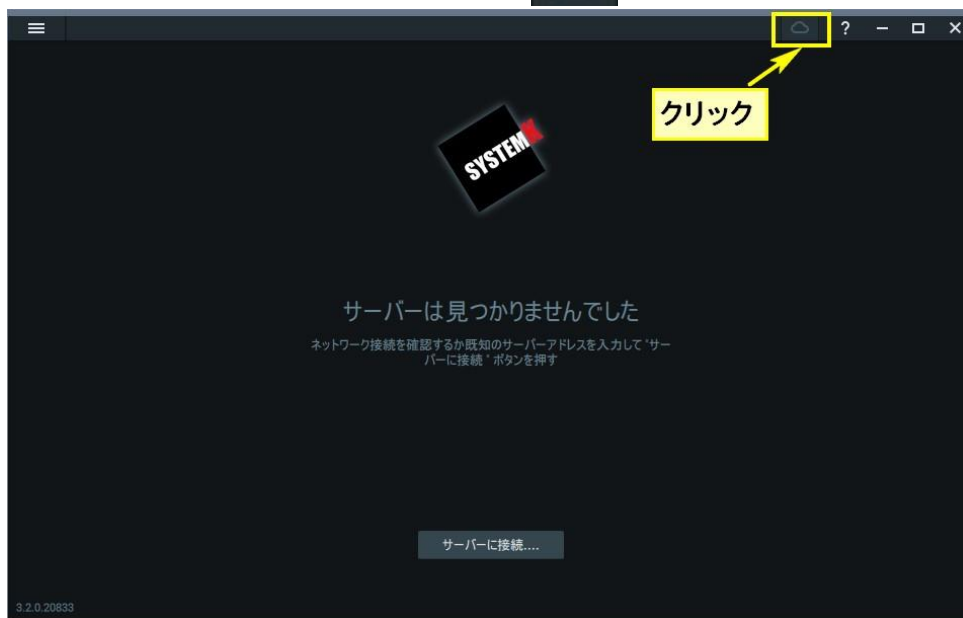 ?
クリック
SYSTEMK
サーバーは見つかりませんでした
ネットワーク接続を確認するか既知のサーバーアドレスを入力して "サー
バーに接続 " ボタンを押す
サーバーに接続....
3.2.0.20833